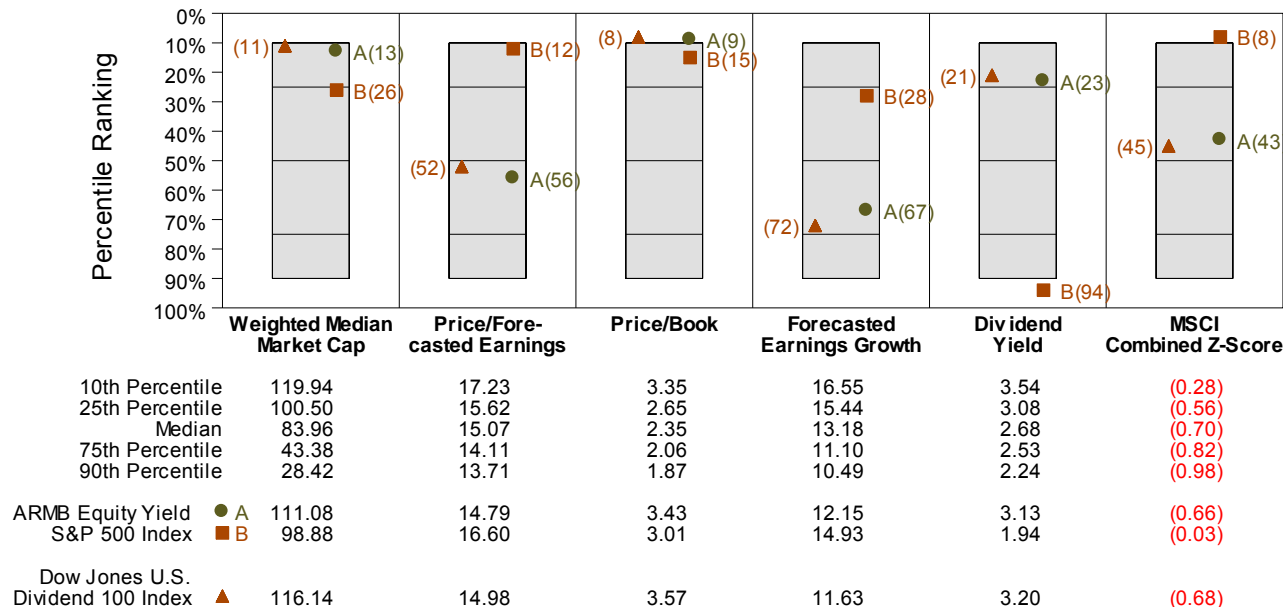 Percentile Ranking
0%
10%
20%
30%
40%
50%
60%
70%
80%
90%
100%
(11) A(13)
B(26)
B(12)
(52) A(56)
(8) A(9)
B(15)
B(28)
A(67)
(72)
(21) A(23)
B(94)
B(8)
A(43
(45)
Weighted Median Market Cap
Price/Fore-casted Earnings
Price/Book
Forecasted Earnings Growth
Dividend Yield
MSCI Combined Z-Score
10th Percentile 119.94 17.23 3.35 16.55 3.54 (0.28)
25th Percentile 100.50 15.62 2.65 15.44 3.08 (0.56)
Median 83.96 15.07 2.35 13.18 2.68 (0.70)
75th Percentile 43.38 14.11 2.06 11.10 2.53 (0.82)
90th Percentile 28.42 13.71 1.87 10.49 2.24 (0.98)
ARMB Equity Yield A 111.08 14.79 3.43 12.15 3.13 (0.66)
S&P 500 Index B 98.88 16.60 3.01 14.93 1.94 (0.03)
Dow Jones U.S.
Dividend 100 Index 116.14 14.98 3.57 11.63 3.20 (0.68)